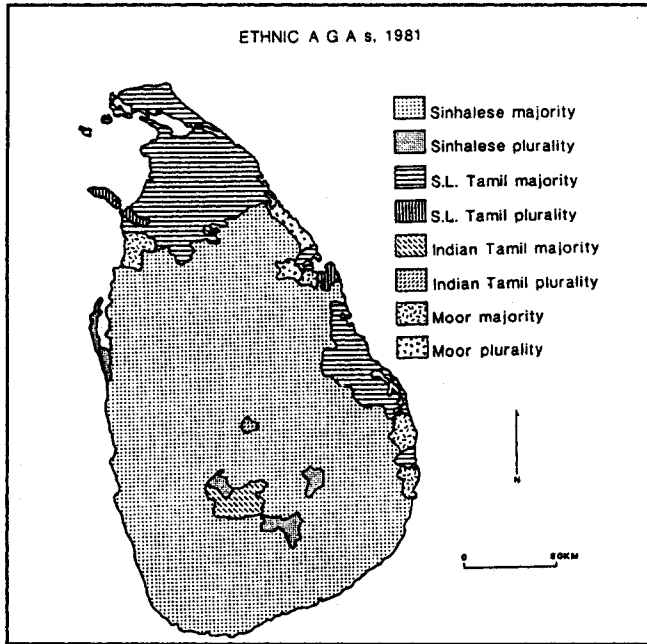 ETHNIC A G A s, 1981
Sinhalese majority
Sinhalese plurality
S.L. Tamil majority
S.L. Tamil plurality
Indian Tamil majority
Indian Tamil plurality
Moor majority
Moor plurality
N
0 80KM